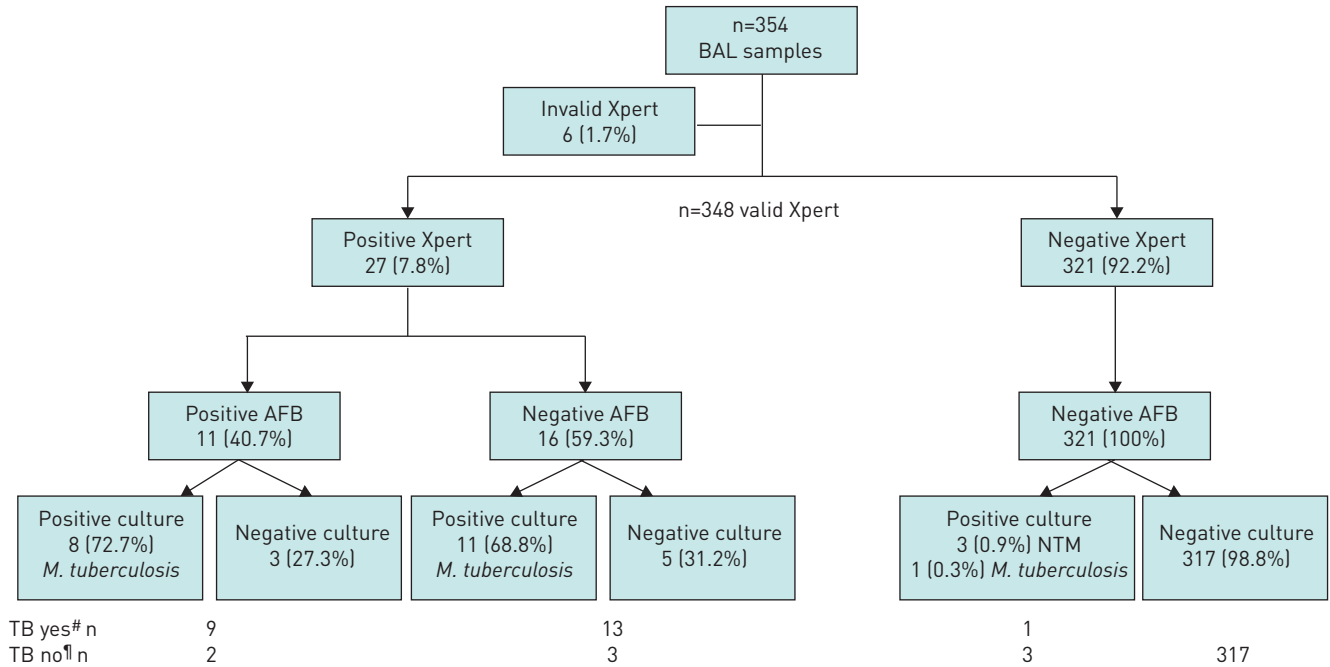 n=354
BAL samples
Invalid Xpert
6 (1.7%)
n=348 valid Xpert
Positive Xpert
27 (7.8%)
Negative Xpert
321 (92.2%)
Positive AFB
11 (40.7%)
Negative AFB
16 (59.3%)
Negative AFB
321 (100%)
Positive culture
8 (72.7%)
M. tuberculosis
Negative culture
3 (27.3%)
Positive culture
11 (68.8%)
M. tuberculosis
Negative culture
5 (31.2%)
Positive culture
3 (0.9%) NTM
1 (0.3%) M. tuberculosis
Negative culture
317 (98.8%)
TB yes# n 9 13 1
TB no¶ n 2 3 3 317